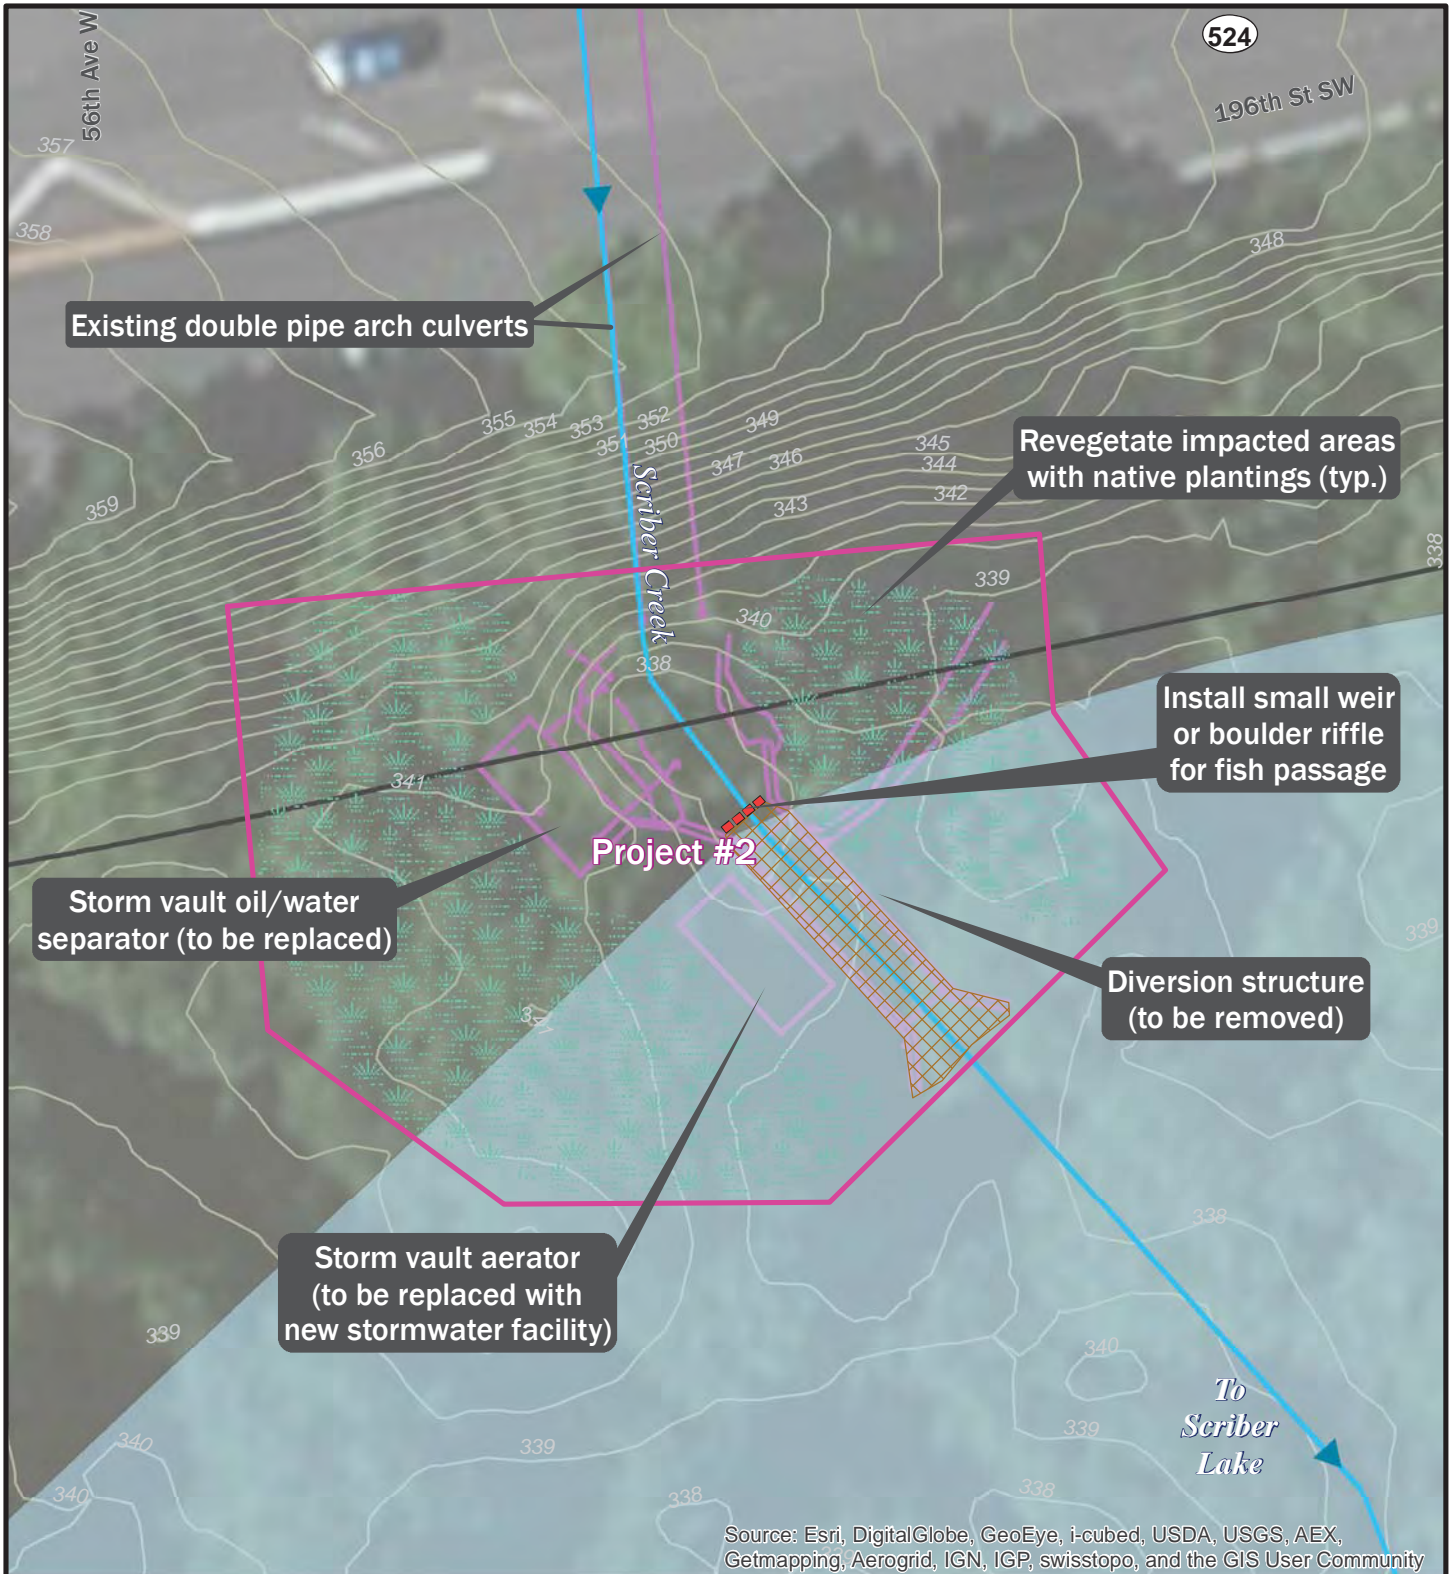 56th Ave W
524
196th St SW
357
358
348
Existing double pipe arch culverts
355
354
353
352
351
350
349
347
346
345
344
343
342
356
359
Revegetate impacted areas
with native plantings (typ.)
Scriber Creek
338
339
340
338
Install small weir
or boulder riffle
for fish passage
341
Project #2
Storm vault oil/water
separator (to be replaced)
339
Diversion structure
(to be removed)
338
Storm vault aerator
(to be replaced with
new stormwater facility)
339
340
To
Scriber
Lake
340
339
339
340
338
338
Source: Esri, DigitalGlobe, GeoEye, i-cubed, USDA, USGS, AEX,
Getmapping, Aerogrid, IGN, IGP, swisstopo, and the GIS User Community